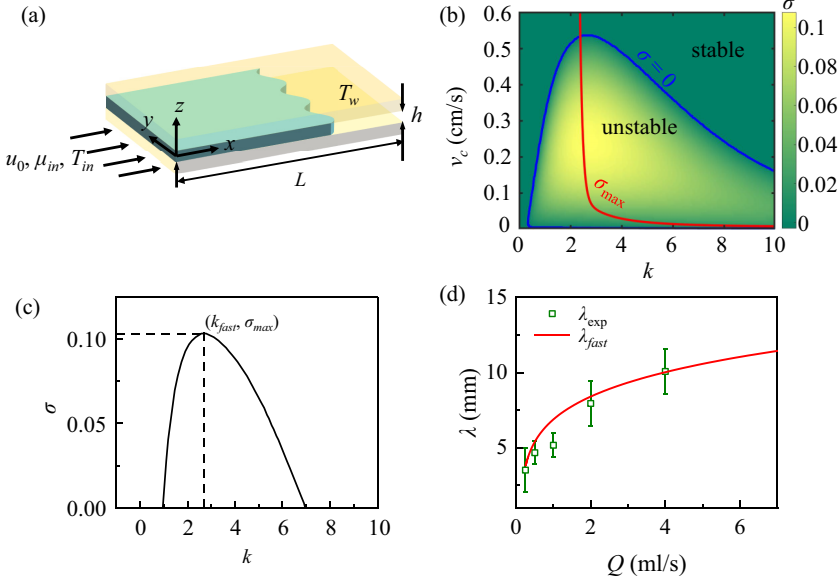 (a)
T_w
z
y
x
h
u_0, μ_in, T_in
L
(b)
σ
0.6
0.5
0.4
0.3
0.2
0.1
0
v_c (cm/s)
stable
σ = 0
unstable
σ_max
0 2 4 6 8 10
k
0.1
0.08
0.06
0.04
0.02
0
(c)
(k_fast, σ_max)
0.10
0.05
0.00
σ
0 2 4 6 8 10
k
(d)
λ_exp
λ_fast
15
10
5
λ (mm)
0 2 4 6
Q (ml/s)